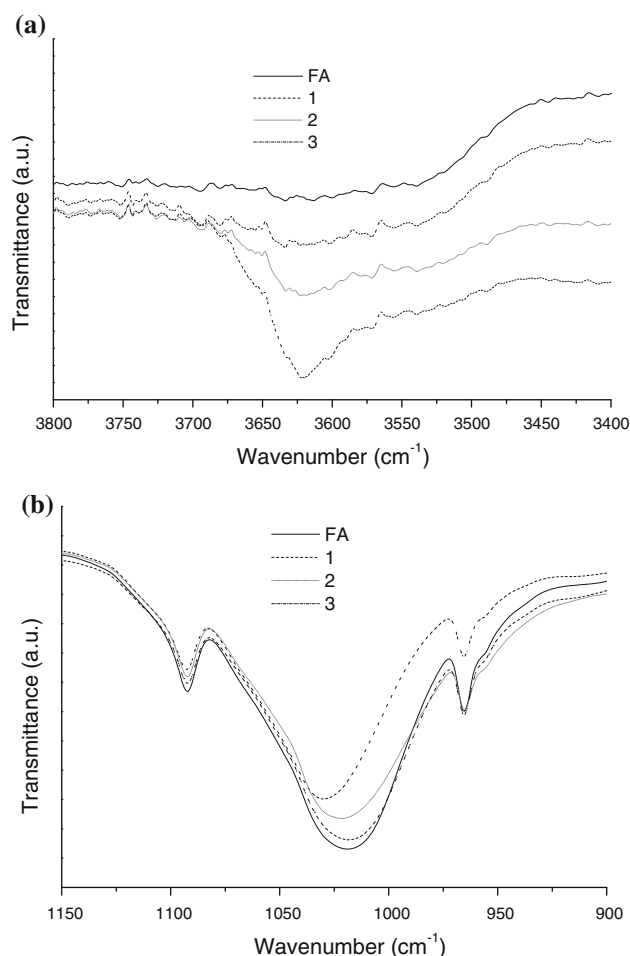 (a)
FA
1
2
3
Transmittance (a.u.)
3800 3750 3700 3650 3600 3550 3500 3450 3400
Wavenumber (cm-1)
(b)
FA
1
2
3
Transmittance (a.u.)
1150 1100 1050 1000 950 900
Wavenumber (cm-1)